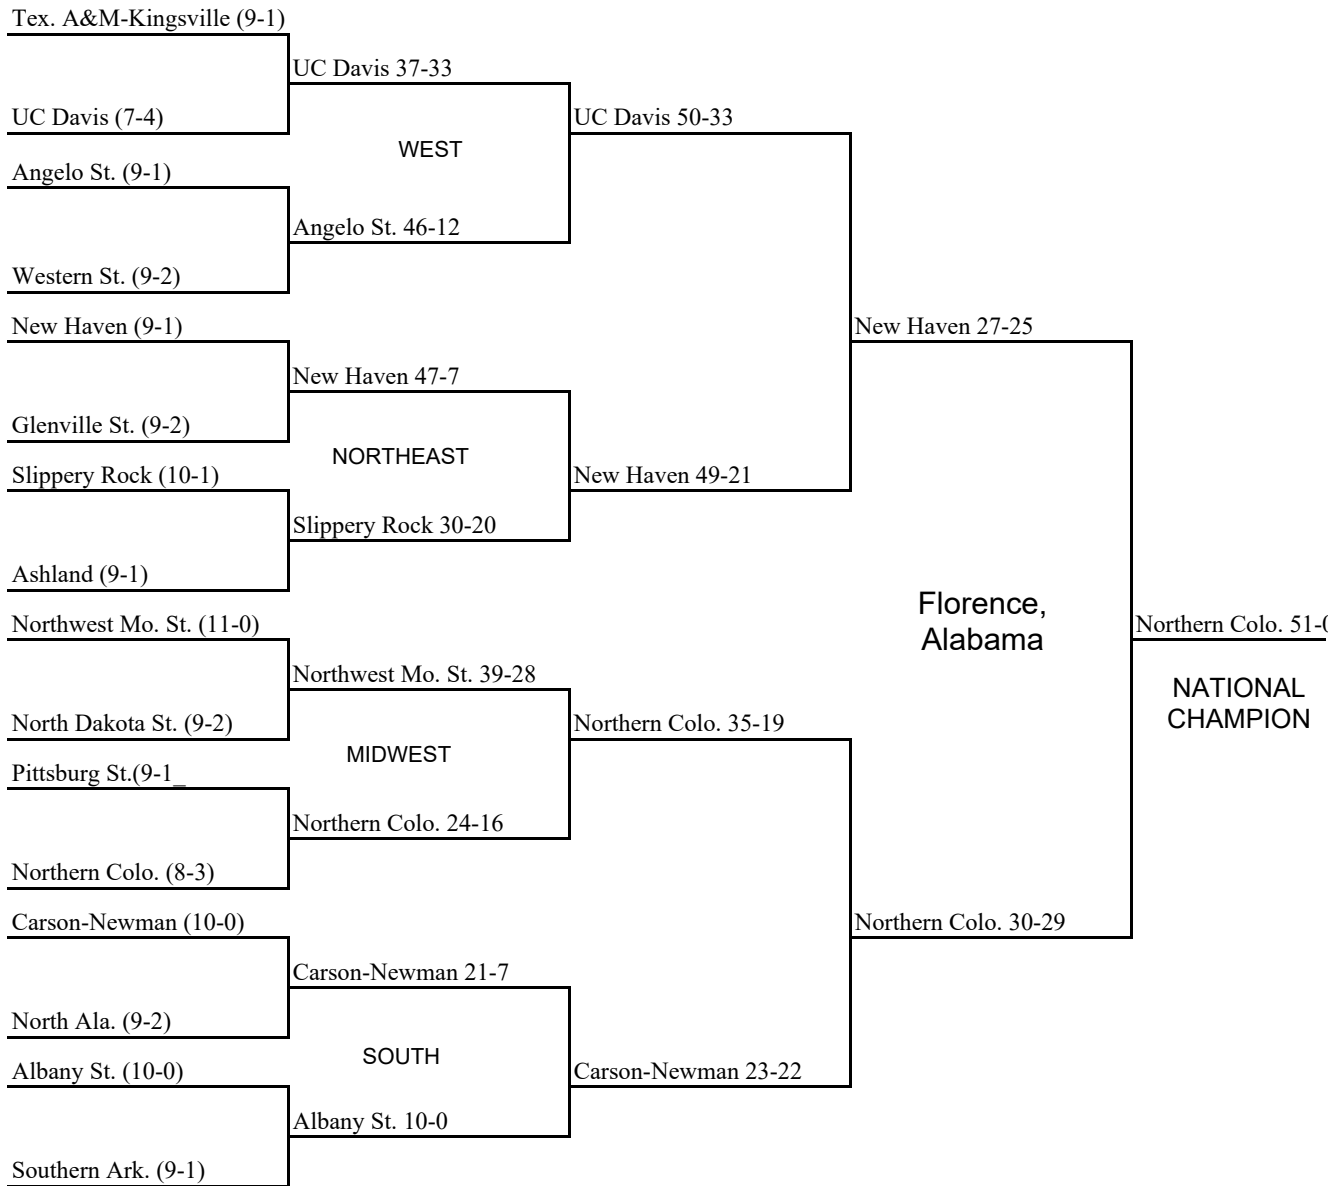 Tex. A&M-Kingsville (9-1)
UC Davis 37-33
UC Davis (7-4)
UC Davis 50-33
WEST
Angelo St. (9-1)
Angelo St. 46-12
Western St. (9-2)
New Haven (9-1)
New Haven 27-25
New Haven 47-7
Glenville St. (9-2)
NORTHEAST
Slippery Rock (10-1)
New Haven 49-21
Slippery Rock 30-20
Ashland (9-1)
Florence,
Alabama
Northwest Mo. St. (11-0)
Northern Colo. 51-0
Northwest Mo. St. 39-28
NATIONAL
CHAMPION
North Dakota St. (9-2)
Northern Colo. 35-19
MIDWEST
Pittsburg St.(9-1_
Northern Colo. 24-16
Northern Colo. (8-3)
Carson-Newman (10-0)
Northern Colo. 30-29
Carson-Newman 21-7
North Ala. (9-2)
SOUTH
Albany St. (10-0)
Carson-Newman 23-22
Albany St. 10-0
Southern Ark. (9-1)